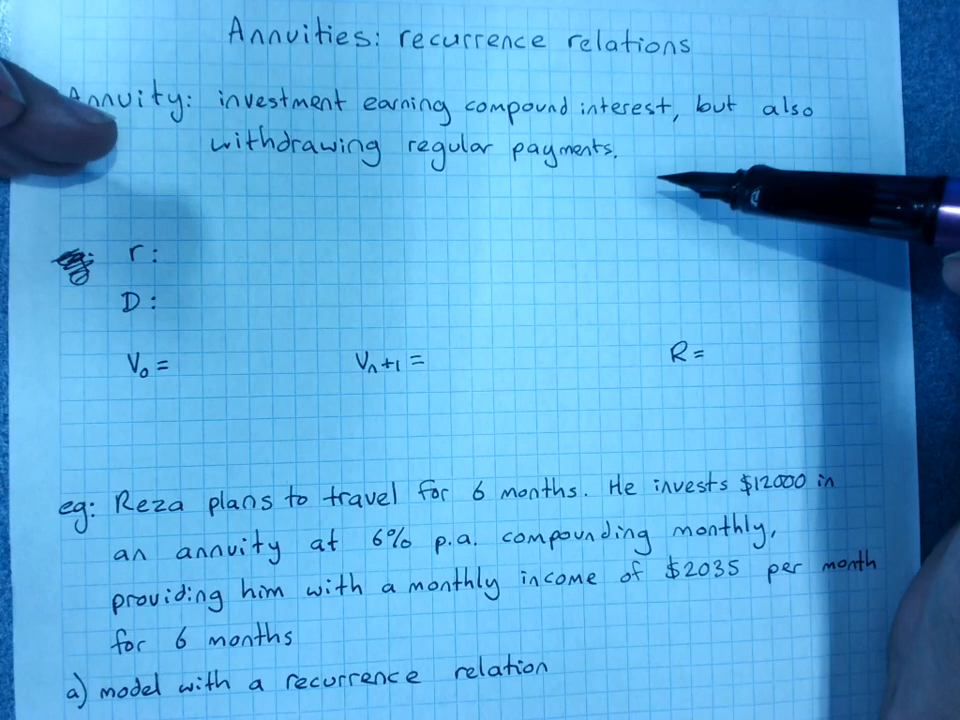 Annuities: recurrence relations
Annuity: investment earning compound interest, but also
withdrawing regular payments.
r:
D:
V₀ = Vₙ₊₁ = R =
eg: Reza plans to travel for 6 months. He invests $12000 in
an annuity at 6% p.a. compounding monthly,
providing him with a monthly income of $2035 per month
for 6 months
a) model with a recurrence relation